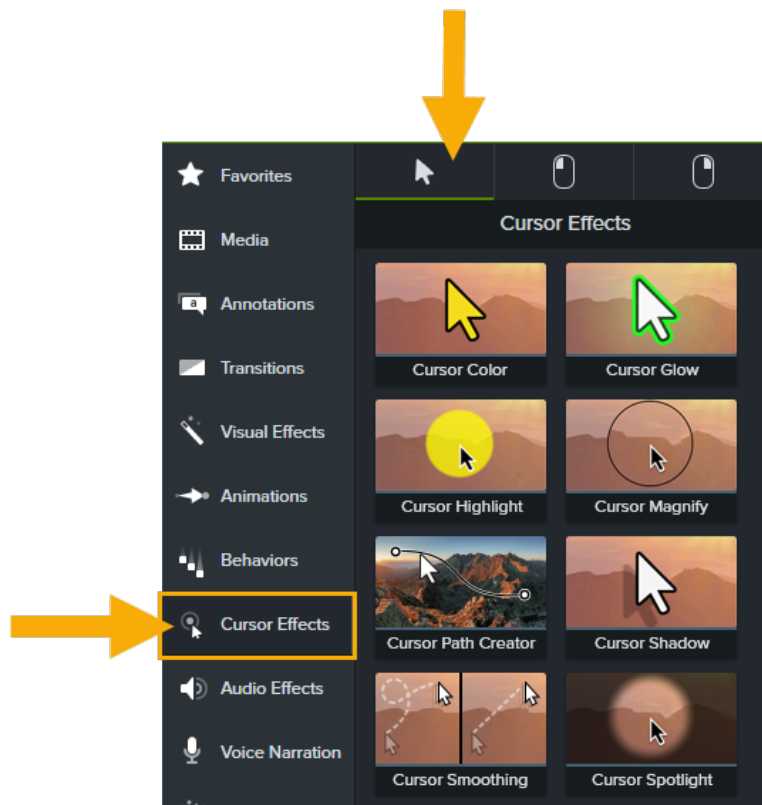 Favorites
Media
a
Annotations
Transitions
Visual Effects
Animations
Behaviors
Cursor Effects
Audio Effects
Voice Narration
Cursor Effects
Cursor Color
Cursor Glow
Cursor Highlight
Cursor Magnify
Cursor Path Creator
Cursor Shadow
Cursor Smoothing
Cursor Spotlight